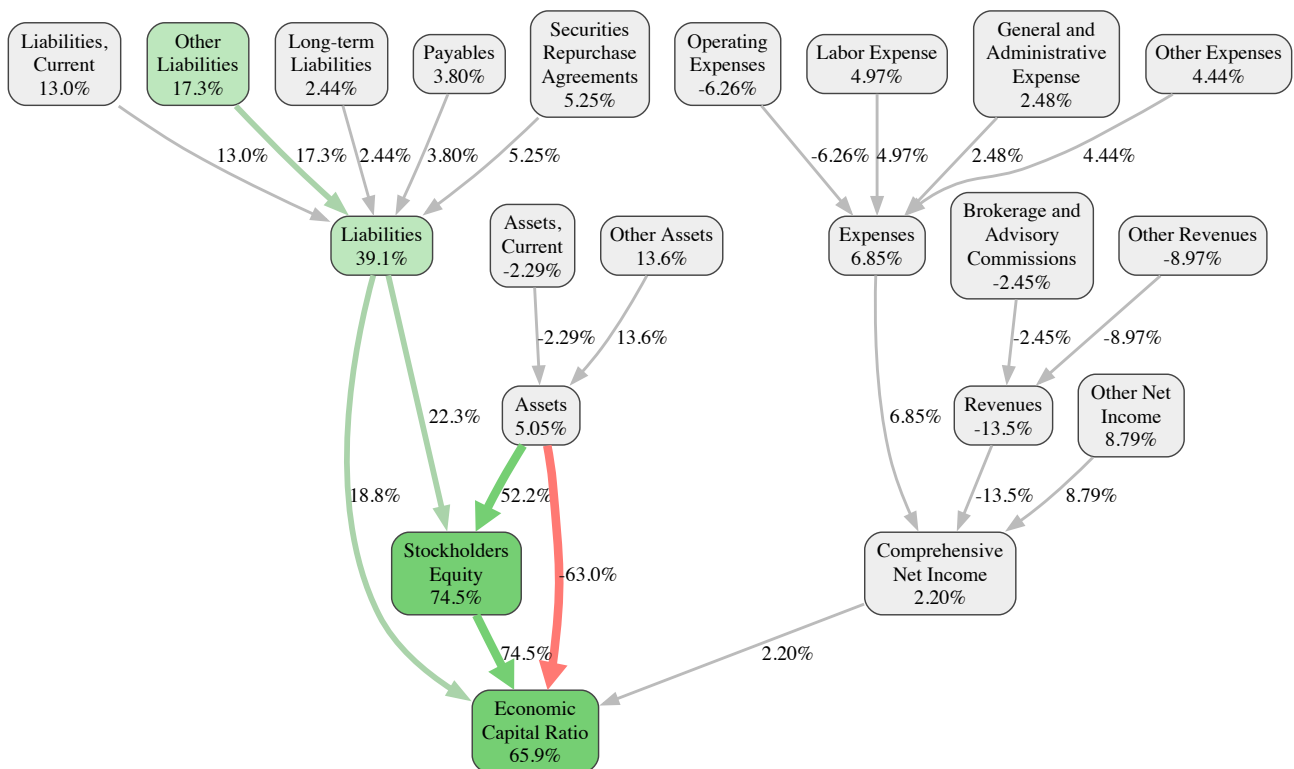 Liabilities,
Current
13.0%
Other
Liabilities
17.3%
Long-term
Liabilities
2.44%
Payables
3.80%
Securities
Repurchase
Agreements
5.25%
Operating
Expenses
-6.26%
Labor Expense
4.97%
General and
Administrative
Expense
2.48%
Other Expenses
4.44%
13.0%
17.3%
2.44%
3.80%
5.25%
-6.26%
4.97%
2.48%
4.44%
Liabilities
39.1%
Assets,
Current
-2.29%
Other Assets
13.6%
Expenses
6.85%
Brokerage and
Advisory
Commissions
-2.45%
Other Revenues
-8.97%
-2.29%
13.6%
-2.45%
-8.97%
22.3%
Assets
5.05%
6.85%
Revenues
-13.5%
Other Net
Income
8.79%
18.8%
52.2%
-13.5%
8.79%
Stockholders
Equity
74.5%
-63.0%
Comprehensive
Net Income
2.20%
74.5%
2.20%
Economic
Capital Ratio
65.9%